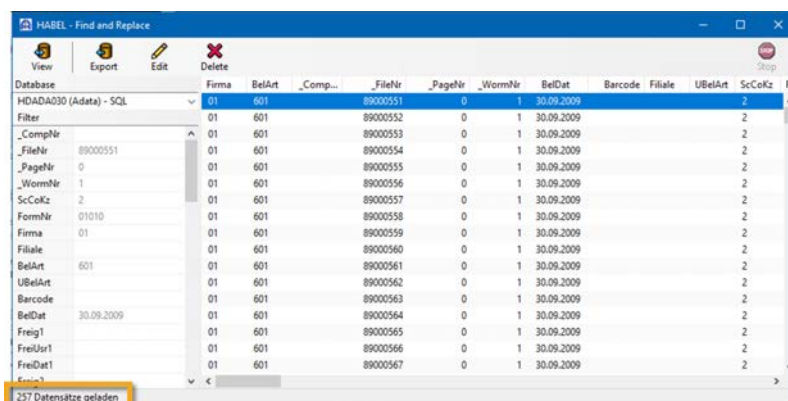 HABEL - Find and Replace
View Export Edit Delete Stop
Database Firma BelArt _Comp... _FileNr _PageNr _WormNr BelDat Barcode Filiale UBelArt ScCoKz
HDADA030 (Adata) - SQL 01 601 89000551 0 1 30.09.2009 2
Filter 01 601 89000552 0 1 30.09.2009 2
_CompNr 01 601 89000553 0 1 30.09.2009 2
_FileNr 89000551 01 601 89000554 0 1 30.09.2009 2
_PageNr 0 01 601 89000555 0 1 30.09.2009 2
_WormNr 1 01 601 89000556 0 1 30.09.2009 2
ScCoKz 2 01 601 89000557 0 1 30.09.2009 2
FormNr 01010 01 601 89000558 0 1 30.09.2009 2
Firma 01 01 601 89000559 0 1 30.09.2009 2
Filiale 01 601 89000560 0 1 30.09.2009 2
BelArt 601 01 601 89000561 0 1 30.09.2009 2
UBelArt 01 601 89000562 0 1 30.09.2009 2
Barcode 01 601 89000563 0 1 30.09.2009 2
BelDat 30.09.2009 01 601 89000564 0 1 30.09.2009 2
Freig1 01 601 89000565 0 1 30.09.2009 2
FreiUsr1 01 601 89000566 0 1 30.09.2009 2
FreiDat1 01 601 89000567 0 1 30.09.2009 2
257 Datensätze geladen